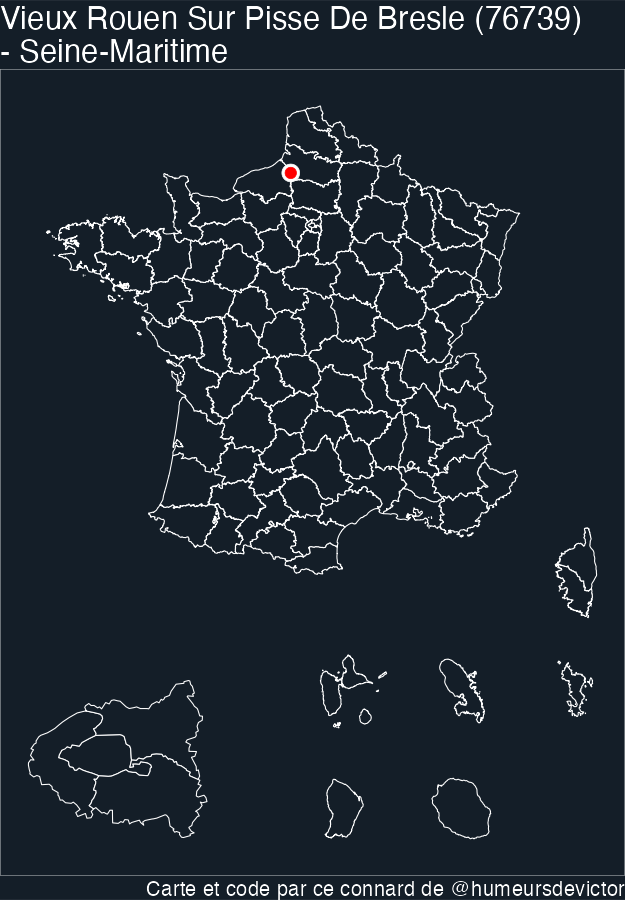 Vieux Rouen Sur Pisse De Bresle (76739)
- Seine-Maritime
Carte et code par ce connard de @humeursdevictor